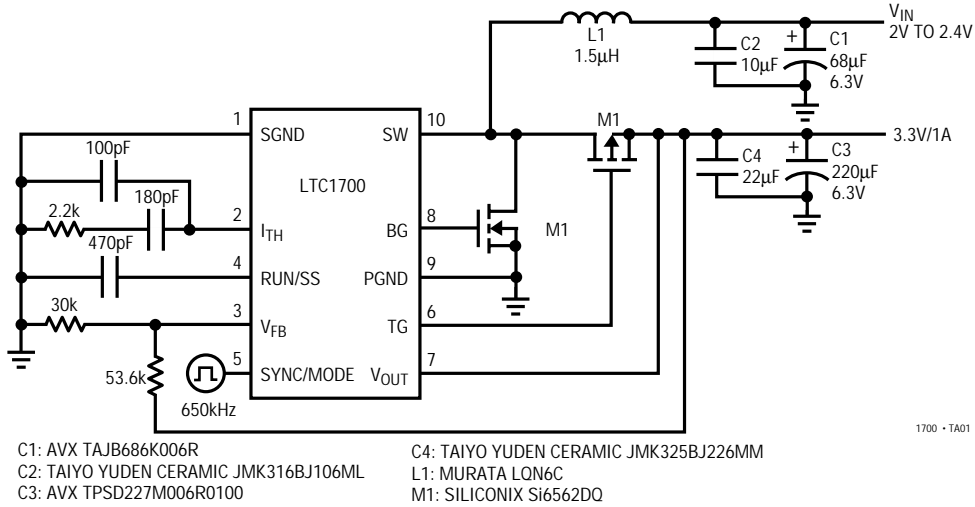 V_IN
2V TO 2.4V
L1
1.5µH
C2
10µF
+
C1
68µF
6.3V
1
SGND
SW
10
M1
3.3V/1A
100pF
LTC1700
C4
22µF
+
C3
220µF
6.3V
2.2k
180pF
2
I_TH
BG
8
M1
470pF
4
RUN/SS
PGND
9
30k
3
V_FB
TG
6
53.6k
5
SYNC/MODE
V_OUT
7
650kHz
1700 • TA01
C1: AVX TAJB686K006R
C2: TAIYO YUDEN CERAMIC JMK316BJ106ML
C3: AVX TPSD227M006R0100
C4: TAIYO YUDEN CERAMIC JMK325BJ226MM
L1: MURATA LQN6C
M1: SILICONIX Si6562DQ